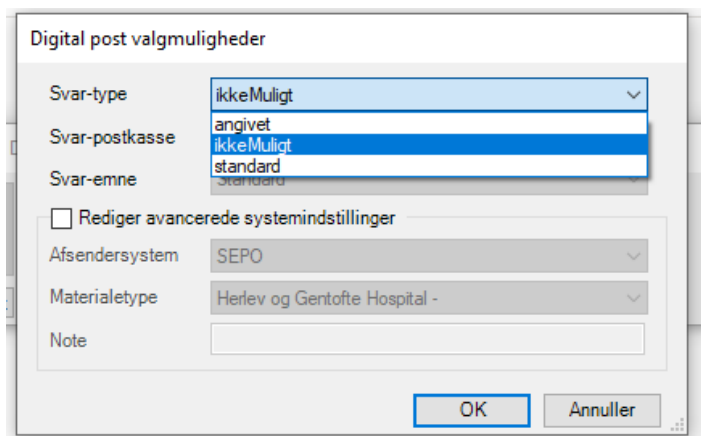 Digital post valgmuligheder
Svar-type ikkeMuligt
angivet
Svar-postkasse ikkeMuligt
standard
Svar-emne Standard
Rediger avancerede systemindstillinger
Afsendersystem SEPO
Materialetype Herlev og Gentofte Hospital -
Note
OK Annuller